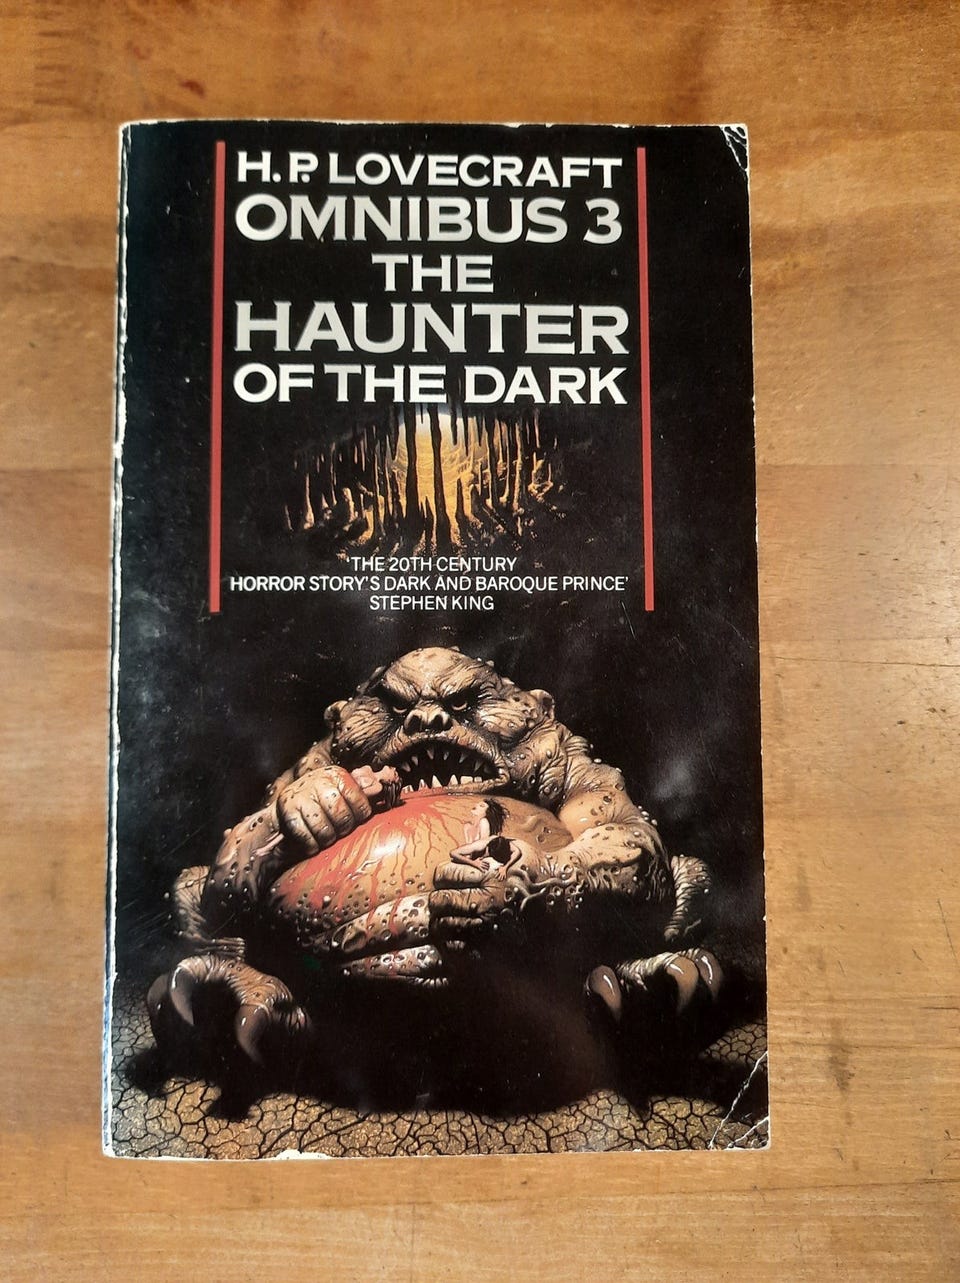 H.P. LOVECRAFT
OMNIBUS 3
THE
HAUNTER
OF THE DARK
'THE 20TH CENTURY
HORROR STORY'S DARK AND BAROQUE PRINCE'
STEPHEN KING